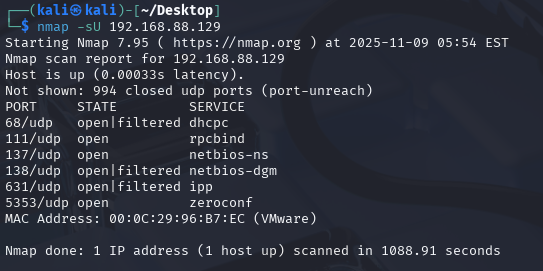 ┌──(kali㉿kali)-[~/Desktop]
└─$ nmap -sU 192.168.88.129
Starting Nmap 7.95 ( https://nmap.org ) at 2025-11-09 05:54 EST
Nmap scan report for 192.168.88.129
Host is up (0.00033s latency).
Not shown: 994 closed udp ports (port-unreach)
PORT     STATE         SERVICE
68/udp   open|filtered dhcpc
111/udp  open          rpcbind
137/udp  open          netbios-ns
138/udp  open|filtered netbios-dgm
631/udp  open|filtered ipp
5353/udp open          zeroconf
MAC Address: 00:0C:29:96:B7:EC (VMware)
Nmap done: 1 IP address (1 host up) scanned in 1088.91 seconds